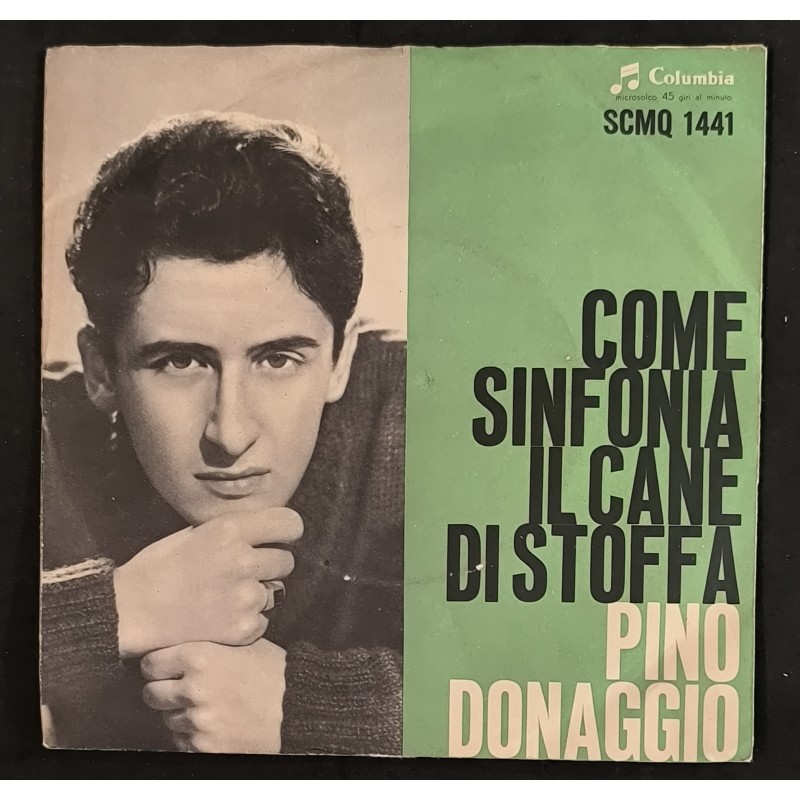 Columbia
microsolco 45 giri al minuto
SCMQ 1441
COME
SINFONIA
IL CANE
DI STOFFA
PINO
DONAGGIO